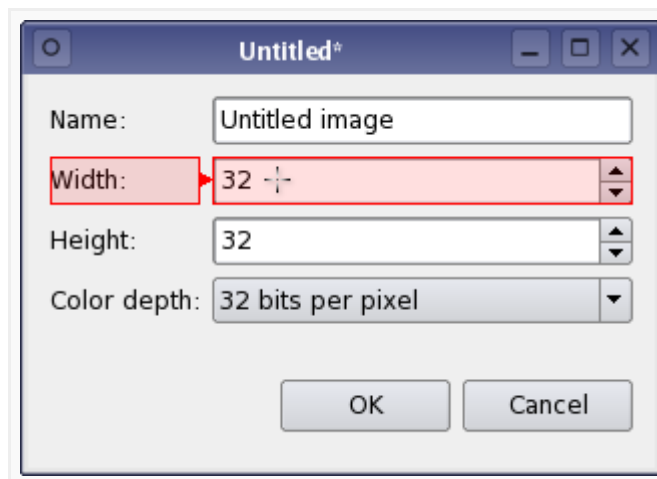 Untitled*
Name: Untitled image
Width: 32
Height: 32
Color depth: 32 bits per pixel
OK Cancel